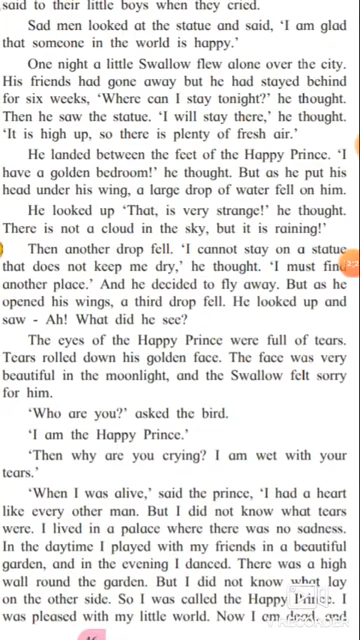 said to their little boys when they cried.
Sad men looked at the statue and said, 'I am glad
that someone in the world is happy.'
One night a little Swallow flew alone over the city.
His friends had gone away but he had stayed behind
for six weeks, 'Where can I stay tonight?' he thought.
Then he saw the statue. 'I will stay there,' he thought.
'It is high up, so there is plenty of fresh air.'
He landed between the feet of the Happy Prince. 'I
have a golden bedroom!' he thought. But as he put his
head under his wing, a large drop of water fell on him.
He looked up 'That, is very strange!' he thought.
There is not a cloud in the sky, but it is raining!'
Then another drop fell. 'I cannot stay on a statue
that does not keep me dry,' he thought. 'I must find
another place.' And he decided to fly away. But as he
opened his wings, a third drop fell. He looked up and
saw - Ah! What did he see?
The eyes of the Happy Prince were full of tears.
Tears rolled down his golden face. The face was very
beautiful in the moonlight, and the Swallow felt sorry
for him.
'Who are you?' asked the bird.
'I am the Happy Prince.'
'Then why are you crying? I am wet with your
tears.'
'When I was alive,' said the prince, 'I had a heart
like every other man. But I did not know what tears
were. I lived in a palace where there was no sadness.
In the daytime I played with my friends in a beautiful
garden, and in the evening I danced. There was a high
wall round the garden. But I did not know what lay
on the other side. So I was called the Happy Prince. I
was pleased with my little world. Now I am dead, and
RECORDER
46